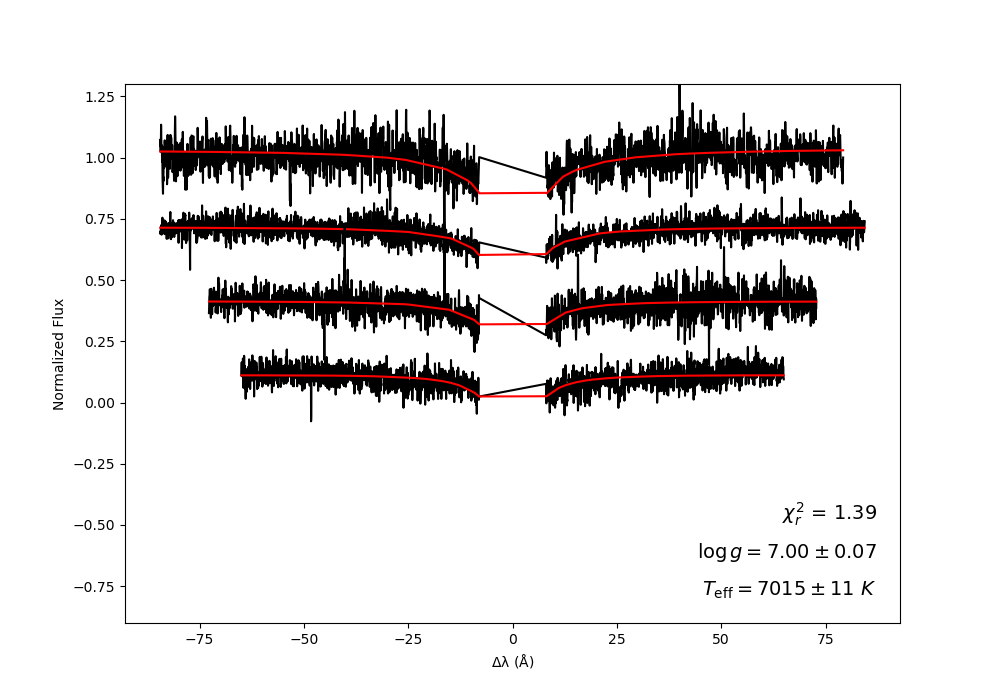 1.25
1.00
0.75
0.50
0.25
0.00
−0.25
−0.50
−0.75
Normalized Flux
χ²ᵣ = 1.39
log g = 7.00 ± 0.07
T_eff = 7015 ± 11 K
−75 −50 −25 0 25 50 75
Δλ (Å)